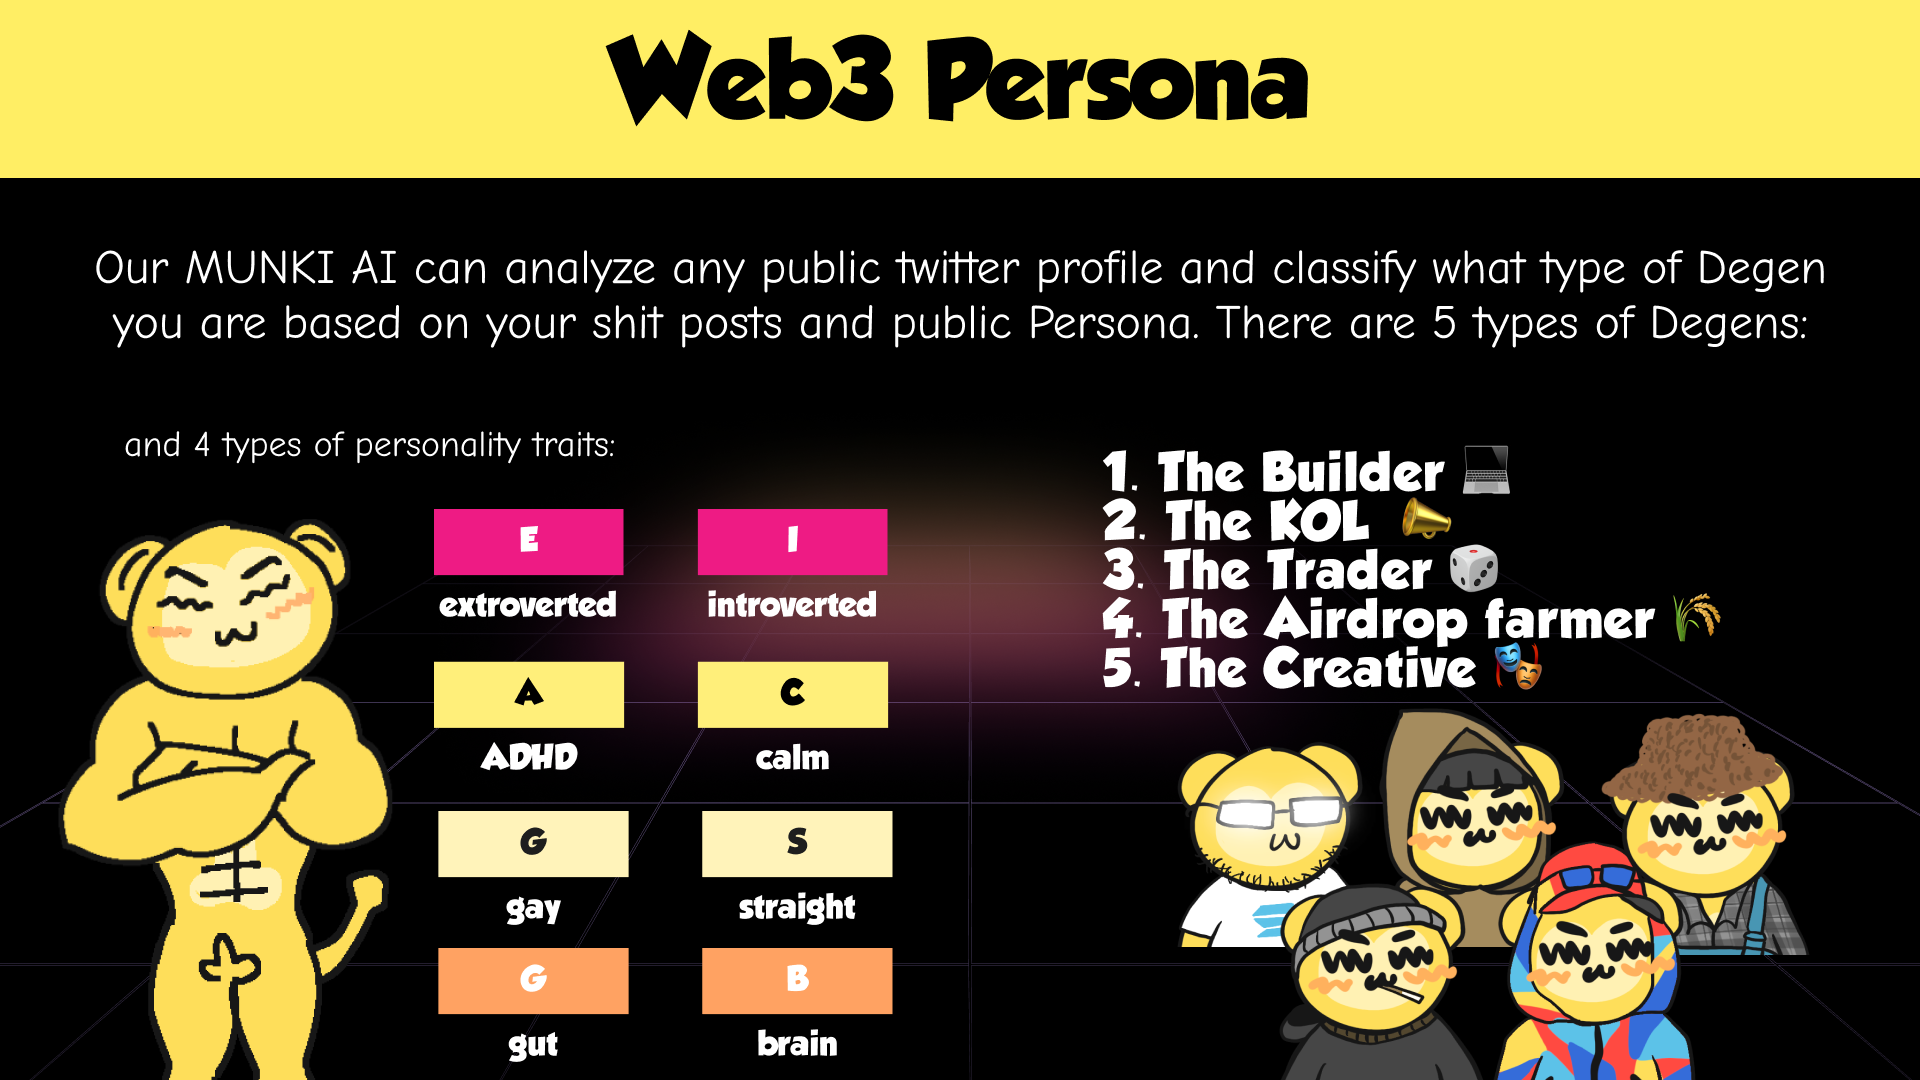 Web3 Persona
Our MUNKI AI can analyze any public twitter profile and classify what type of Degen
you are based on your shit posts and public Persona. There are 5 types of Degens:
and 4 types of personality traits:
E I
extroverted introverted
A C
ADHD calm
G S
gay straight
G B
gut brain
1. The Builder 💻
2. The KOL 📣
3. The Trader 🎲
4. The Airdrop farmer 🌾
5. The Creative 🎭